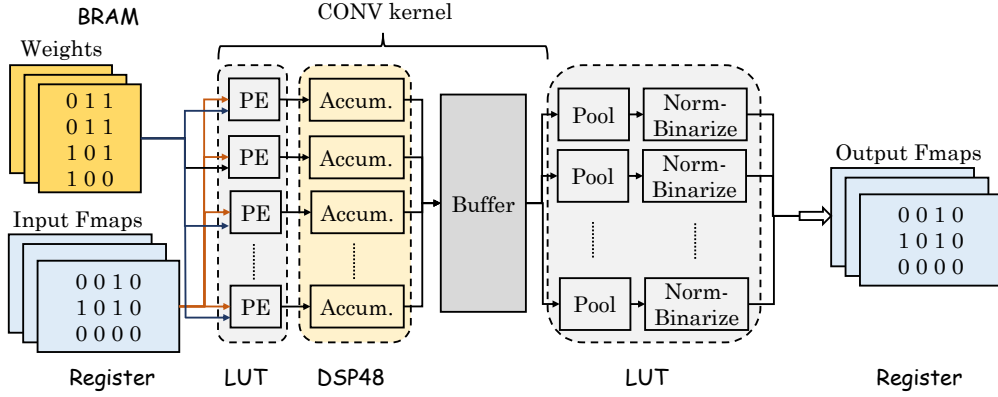 BRAM
CONV kernel
Weights
0 1 1
0 1 1
1 0 1
1 0 0
Input Fmaps
0 0 1 0
1 0 1 0
0 0 0 0
PE
PE
PE
PE
Accum.
Accum.
Accum.
Accum.
Buffer
Pool
Norm-
Binarize
Pool
Norm-
Binarize
Pool
Norm-
Binarize
Output Fmaps
0 0 1 0
1 0 1 0
0 0 0 0
Register
LUT
DSP48
LUT
Register